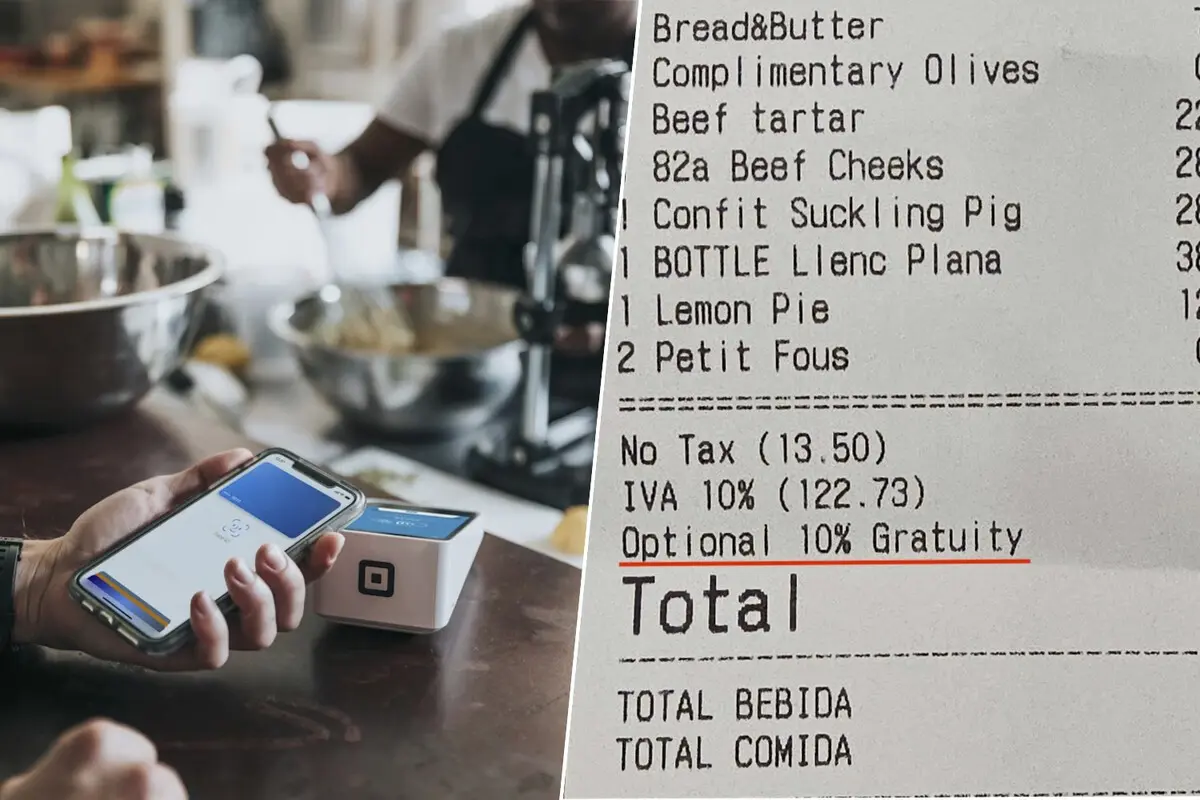 Bread&Butter
Complimentary Olives
Beef tartar 22
82a Beef Cheeks 28
Confit Suckling Pig 28
1 BOTTLE Llenc Plana 38
1 Lemon Pie 12
2 Petit Fous
====================
No Tax (13.50)
IVA 10% (122.73)
Optional 10% Gratuity
Total
--------------------
TOTAL BEBIDA
TOTAL COMIDA